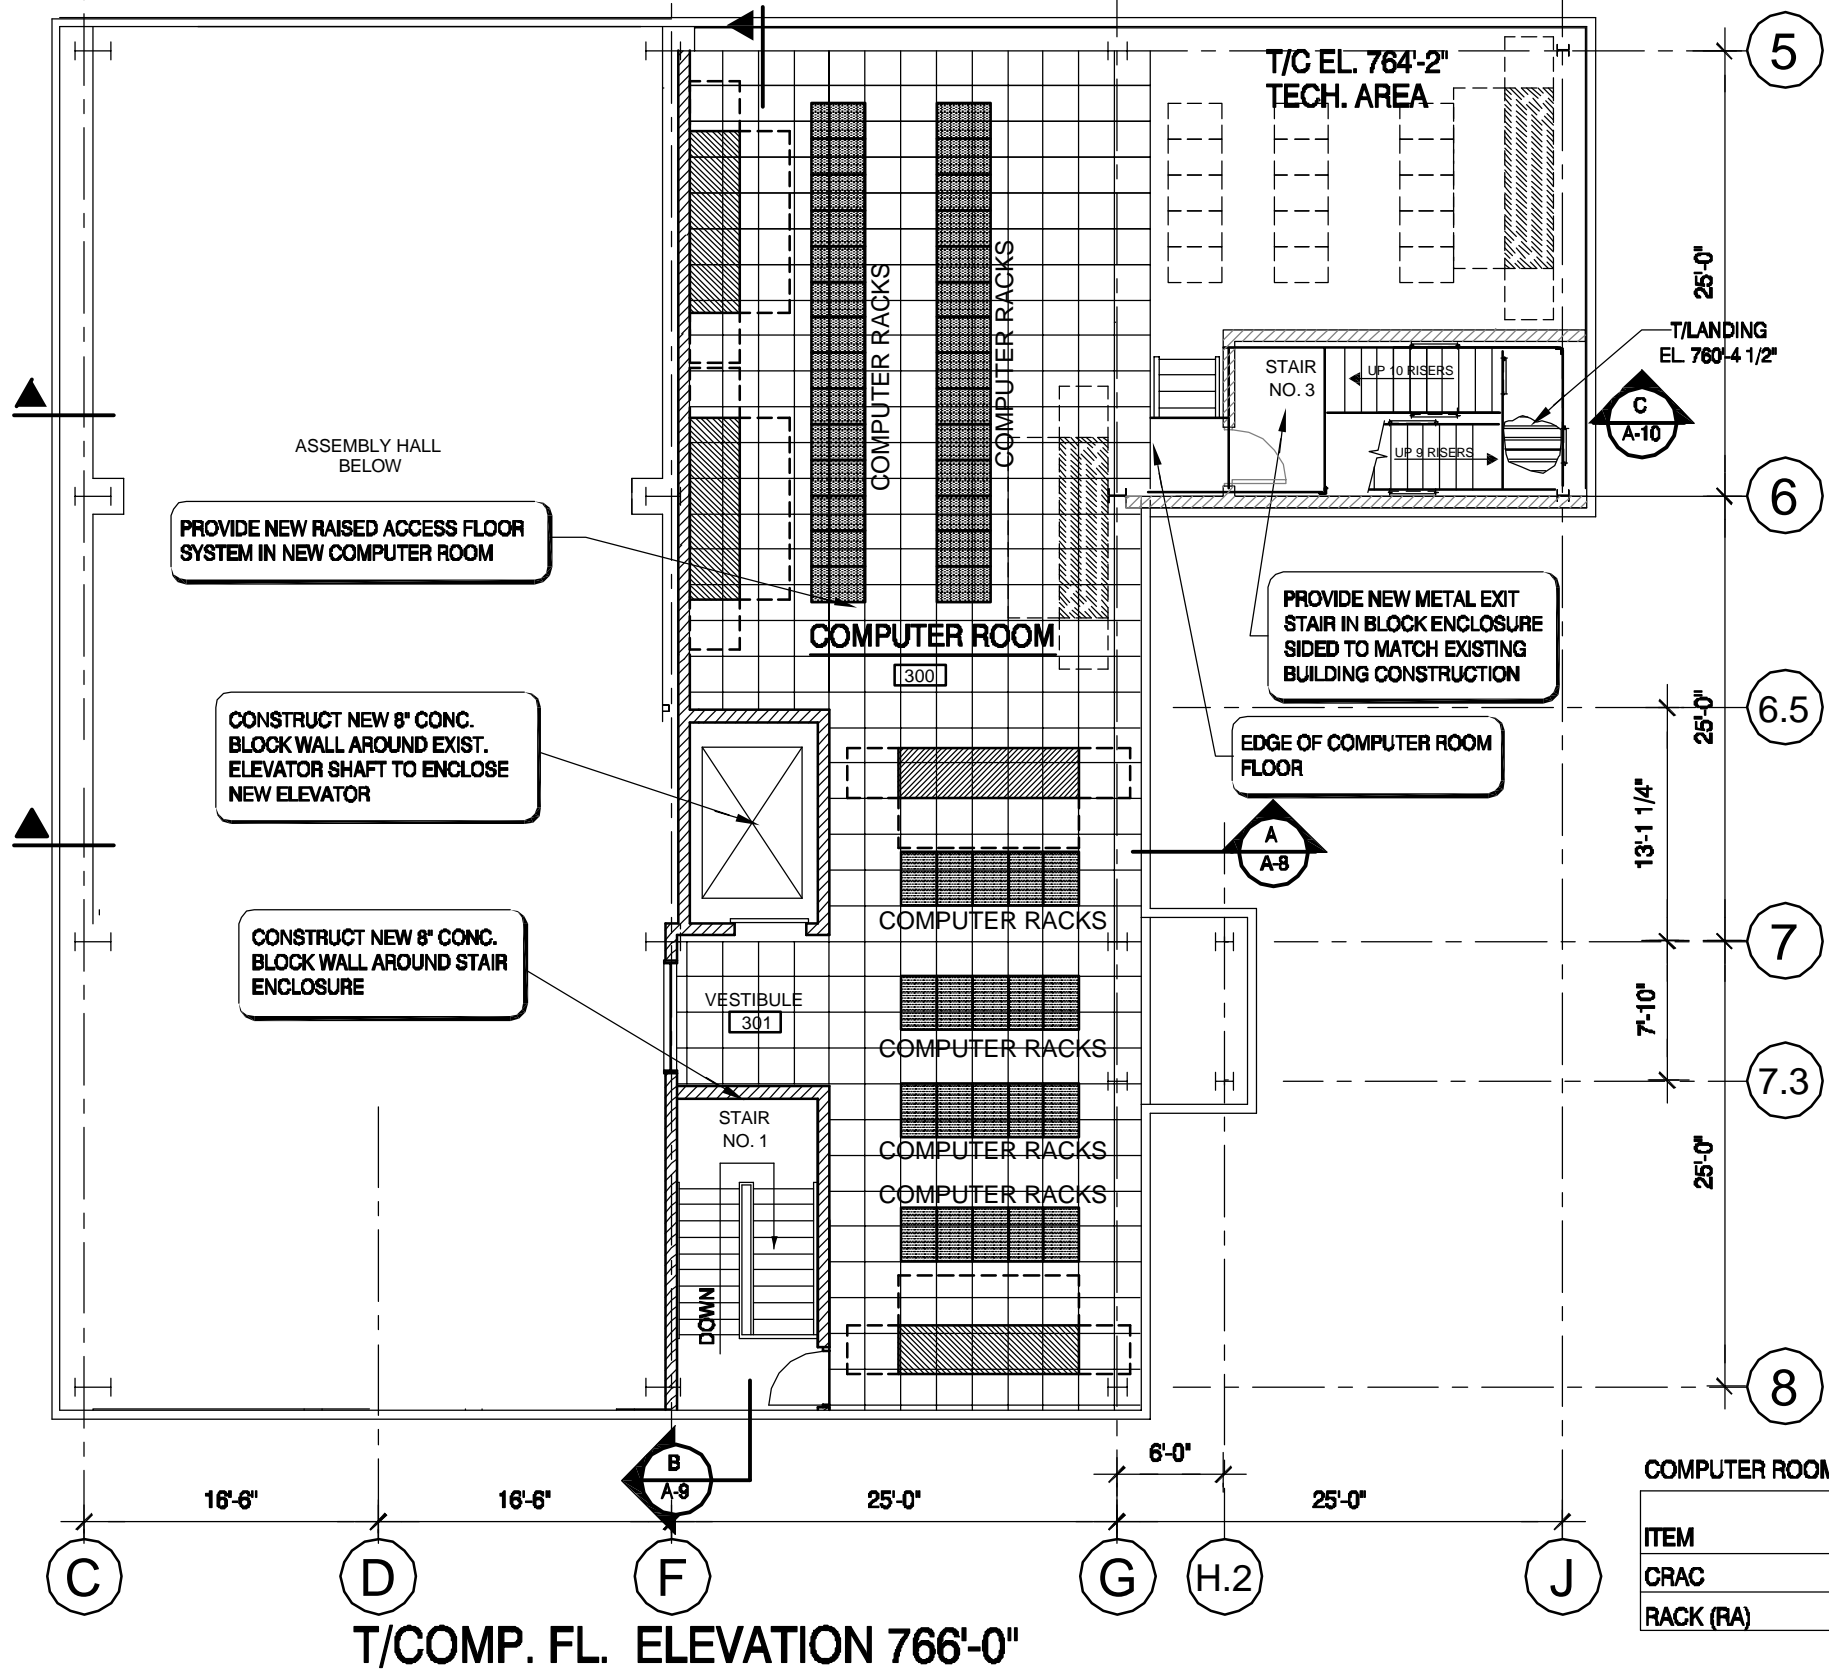 T/C EL. 764'-2"
TECH. AREA
5
25'-0"
COMPUTER RACKS
COMPUTER RACKS
T/LANDING
EL. 760'-4 1/2"
STAIR
NO. 3
UP 10 RISERS
UP 9 RISERS
C
A-10
ASSEMBLY HALL
BELOW
6
PROVIDE NEW RAISED ACCESS FLOOR
SYSTEM IN NEW COMPUTER ROOM
PROVIDE NEW METAL EXIT
STAIR IN BLOCK ENCLOSURE
SIDED TO MATCH EXISTING
BUILDING CONSTRUCTION
COMPUTER ROOM
300
25'-0"
6.5
CONSTRUCT NEW 8" CONC.
BLOCK WALL AROUND EXIST.
ELEVATOR SHAFT TO ENCLOSE
NEW ELEVATOR
EDGE OF COMPUTER ROOM
FLOOR
13'-1 1/4"
A
A-8
COMPUTER RACKS
CONSTRUCT NEW 8" CONC.
BLOCK WALL AROUND STAIR
ENCLOSURE
7
VESTIBULE
301
7'-10"
COMPUTER RACKS
7.3
STAIR
NO. 1
COMPUTER RACKS
25'-0"
COMPUTER RACKS
DOWN
8
B
A-9
6'-0"
16'-6"
16'-6"
25'-0"
25'-0"
COMPUTER ROOM
ITEM
CRAC
RACK (RA)
C
D
F
G
H.2
J
T/COMP. FL. ELEVATION 766'-0"